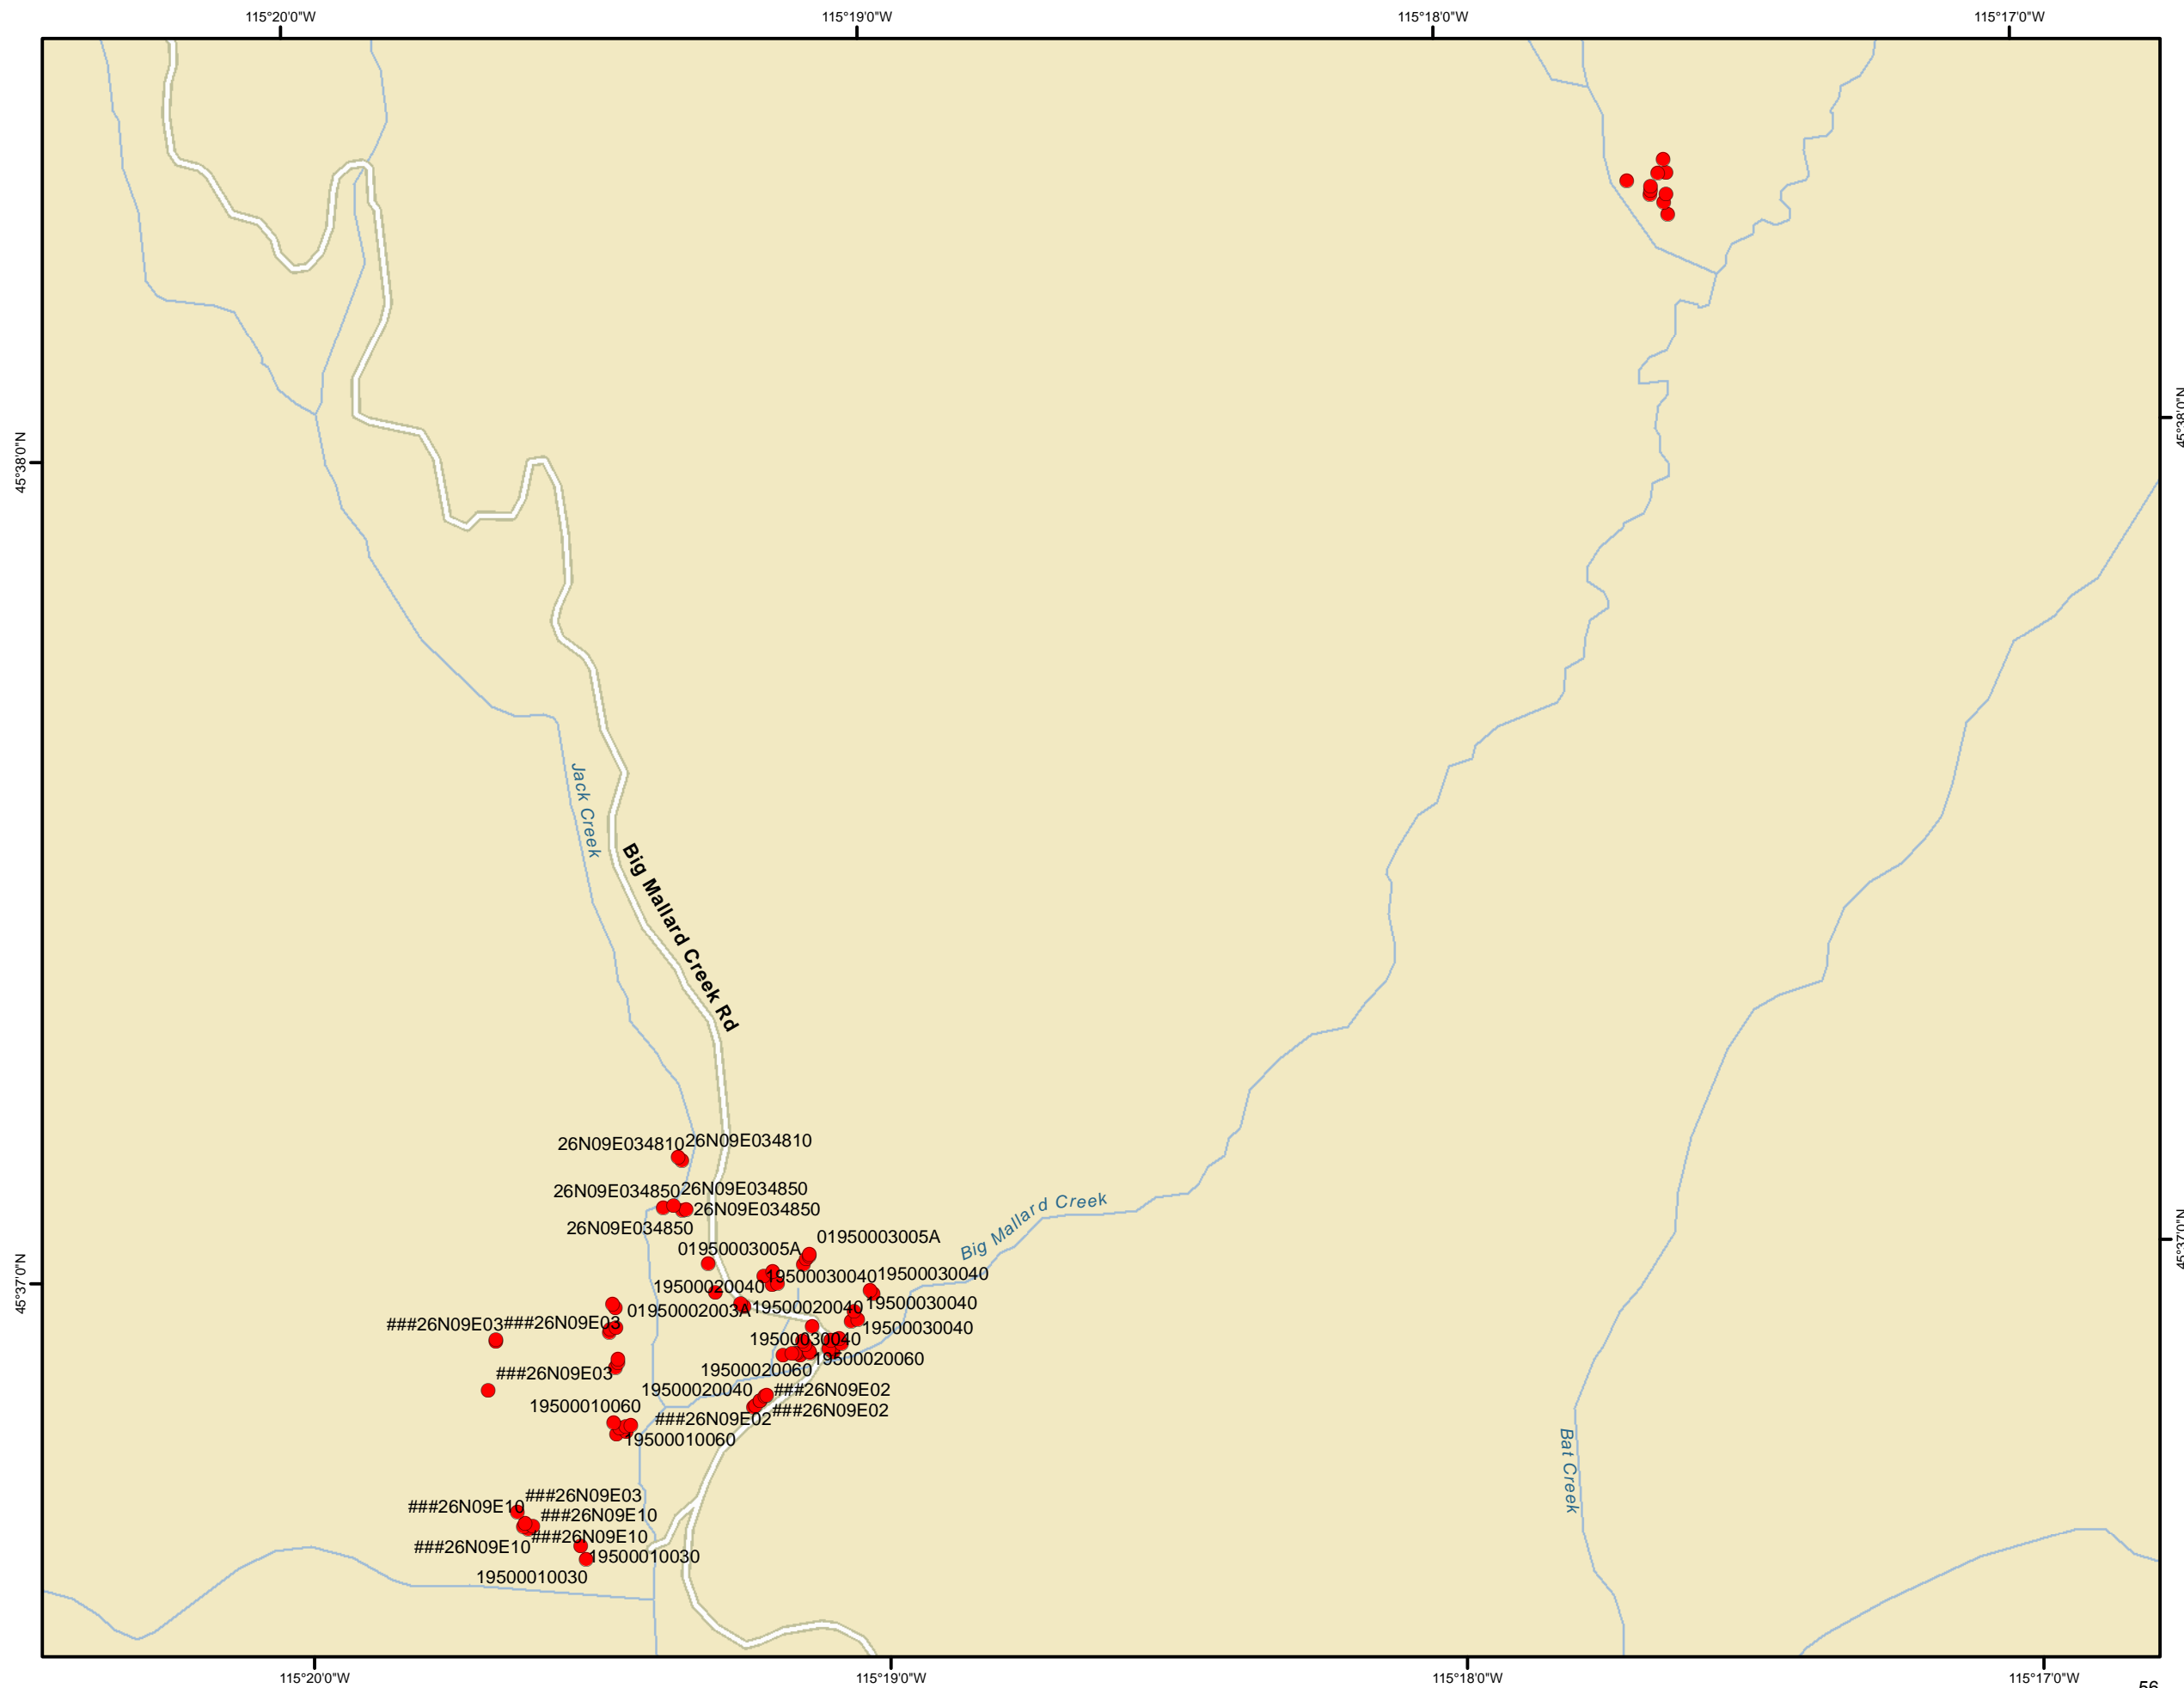 115°20'0"W
115°19'0"W
115°18'0"W
115°17'0"W
45°38'0"N
45°38'0"N
Jack Creek
Big Mallard Creek Rd
26N09E034810
26N09E034810
26N09E034850
26N09E034850
26N09E034850
26N09E034850
Big Mallard Creek
01950003005A
01950003005A
45°37'0"N
45°37'0"N
19500030040
19500030040
19500020040
19500030040
01950002003A
19500020040
###26N09E03
###26N09E03
19500030040
19500030040
19500020060
19500020060
###26N09E03
19500020040
###26N09E02
19500010060
###26N09E02
###26N09E02
19500010060
Bat Creek
###26N09E03
###26N09E10
###26N09E10
###26N09E10
###26N09E10
19500010030
19500010030
115°20'0"W
115°19'0"W
115°18'0"W
115°17'0"W
56